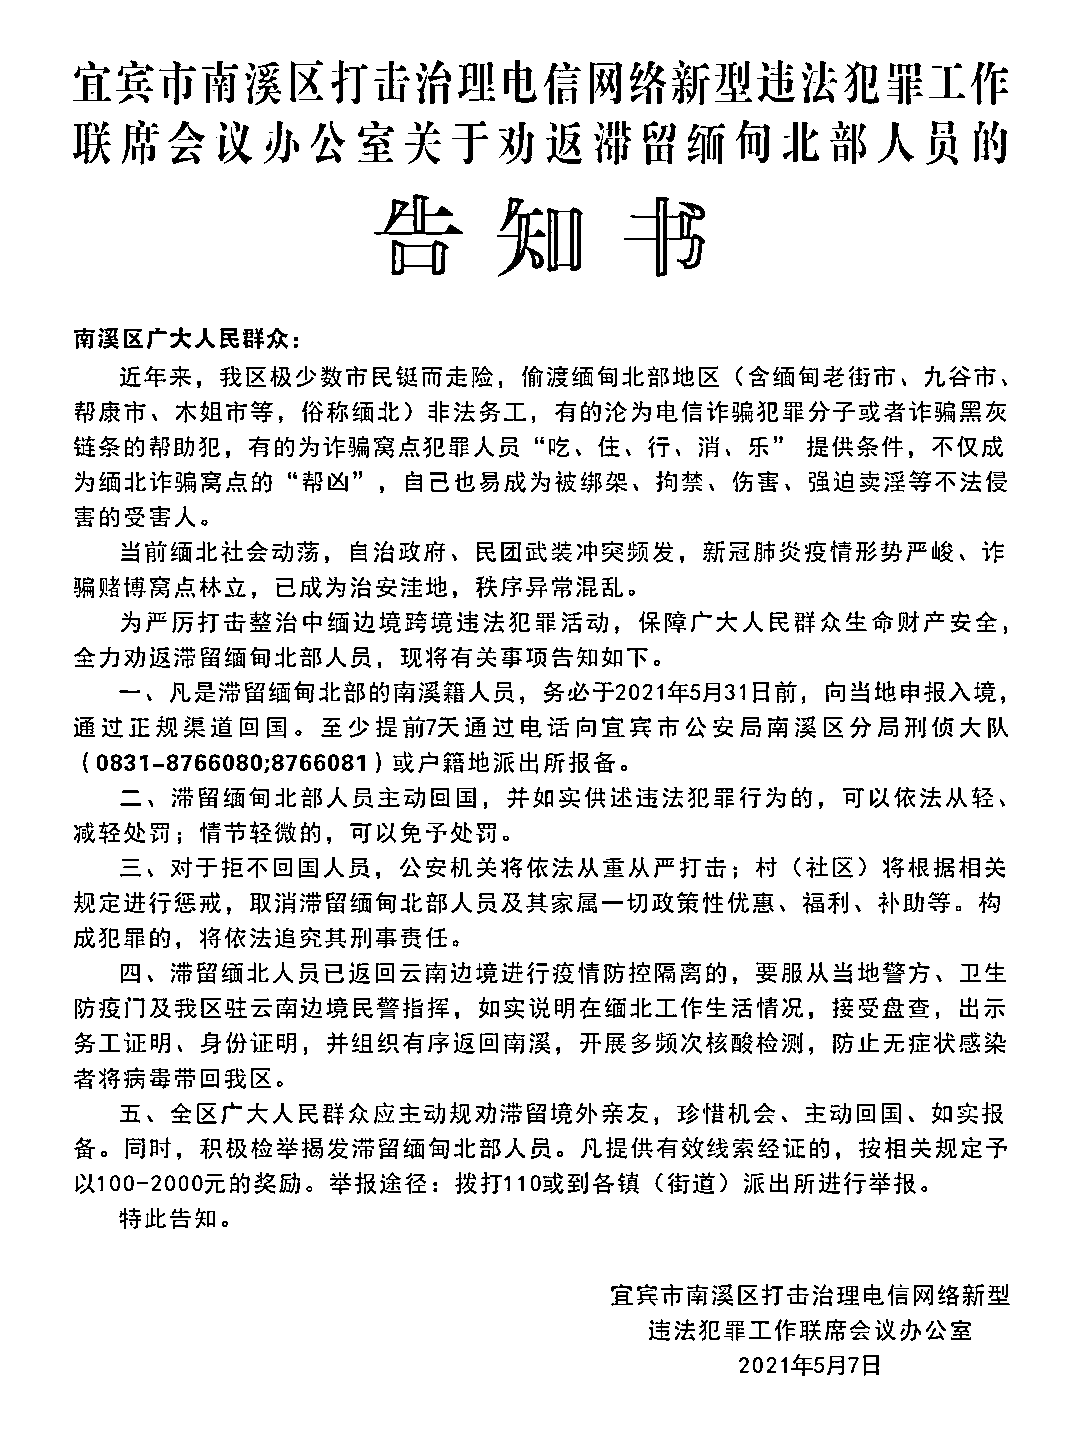 宜宾市南溪区打击治理电信网络新型违法犯罪工作
联席会议办公室关于劝返滞留缅甸北部人员的
告知书
南溪区广大人民群众：
近年来，我区极少数市民铤而走险，偷渡缅甸北部地区（含缅甸老街市、九谷市、
帮康市、木姐市等，俗称缅北）非法务工，有的沦为电信诈骗犯罪分子或者诈骗黑灰
链条的帮助犯，有的为诈骗窝点犯罪人员“吃、住、行、消、乐” 提供条件，不仅成
为缅北诈骗窝点的“帮凶”，自己也易成为被绑架、拘禁、伤害、强迫卖淫等不法侵
害的受害人。
当前缅北社会动荡，自治政府、民团武装冲突频发，新冠肺炎疫情形势严峻、诈
骗赌博窝点林立，已成为治安洼地，秩序异常混乱。
为严厉打击整治中缅边境跨境违法犯罪活动，保障广大人民群众生命财产安全，
全力劝返滞留缅甸北部人员，现将有关事项告知如下。
一、凡是滞留缅甸北部的南溪籍人员，务必于2021年5月31日前，向当地申报入境，
通过正规渠道回国。至少提前7天通过电话向宜宾市公安局南溪区分局刑侦大队
（0831-8766080;8766081）或户籍地派出所报备。
二、滞留缅甸北部人员主动回国，并如实供述违法犯罪行为的，可以依法从轻、
减轻处罚；情节轻微的，可以免予处罚。
三、对于拒不回国人员，公安机关将依法从重从严打击；村（社区）将根据相关
规定进行惩戒，取消滞留缅甸北部人员及其家属一切政策性优惠、福利、补助等。构
成犯罪的，将依法追究其刑事责任。
四、滞留缅北人员已返回云南边境进行疫情防控隔离的，要服从当地警方、卫生
防疫门及我区驻云南边境民警指挥，如实说明在缅北工作生活情况，接受盘查，出示
务工证明、身份证明，并组织有序返回南溪，开展多频次核酸检测，防止无症状感染
者将病毒带回我区。
五、全区广大人民群众应主动规劝滞留境外亲友，珍惜机会、主动回国、如实报
备。同时，积极检举揭发滞留缅甸北部人员。凡提供有效线索经证的，按相关规定予
以100-2000元的奖励。举报途径：拨打110或到各镇（街道）派出所进行举报。
特此告知。
宜宾市南溪区打击治理电信网络新型
违法犯罪工作联席会议办公室
2021年5月7日